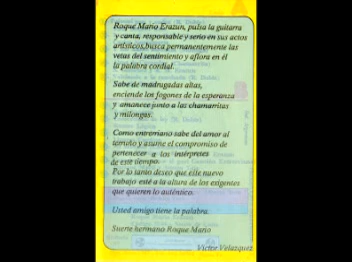 Roque Mario Erazun, pulsa la guitarra
y canta, responsable y serio en sus actos
artísticos, busca permanentemente las
vetas del sentimiento y aflora en él
la palabra cordial.
Sabe de madrugadas altas,
enciende los fogones de la esperanza
y amanece junto a las chamarritas
y milongas.
Como entrerriano sabe del amor al
terruño y asume el compromiso de
pertenecer a los intérpretes
de este tiempo.
Por lo tanto deseo que este nuevo
trabajo esté a la altura de los exigentes
que quieren lo auténtico.
Usted amigo tiene la palabra.
Suerte hermano Roque Mario
Víctor Velazquez